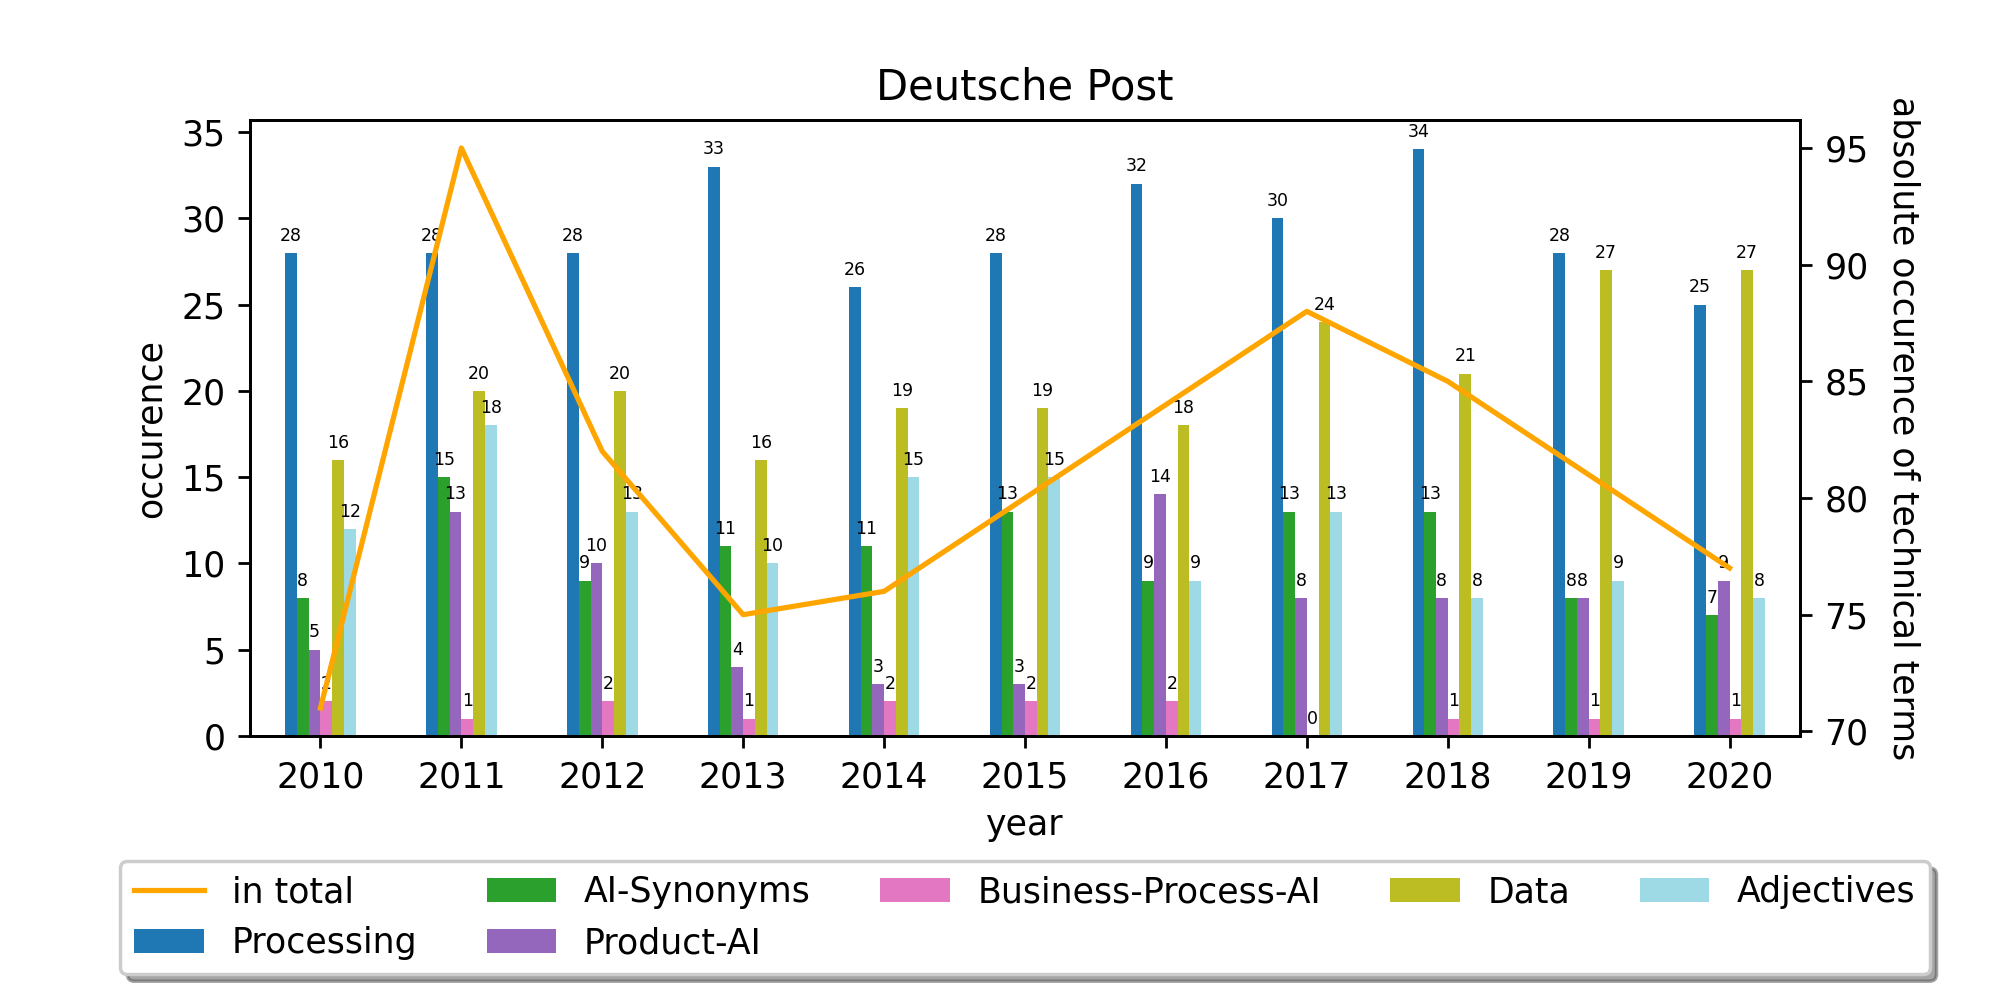 Deutsche Post
35
30
25
20
15
10
5
0
occurence
95
90
85
80
75
70
absolute occurence of technical terms
28 8 5 2 16 12
28 15 13 1 20 18
28 9 10 2 20 13
33 11 4 1 16 10
26 11 3 2 19 15
28 13 3 2 19 15
32 9 14 2 18 9
30 13 8 0 24 13
34 13 8 1 21 8
28 8 8 1 27 9
25 7 9 1 27 8
2010 2011 2012 2013 2014 2015 2016 2017 2018 2019 2020
year
in total AI-Synonyms Business-Process-AI Data Adjectives
Processing Product-AI